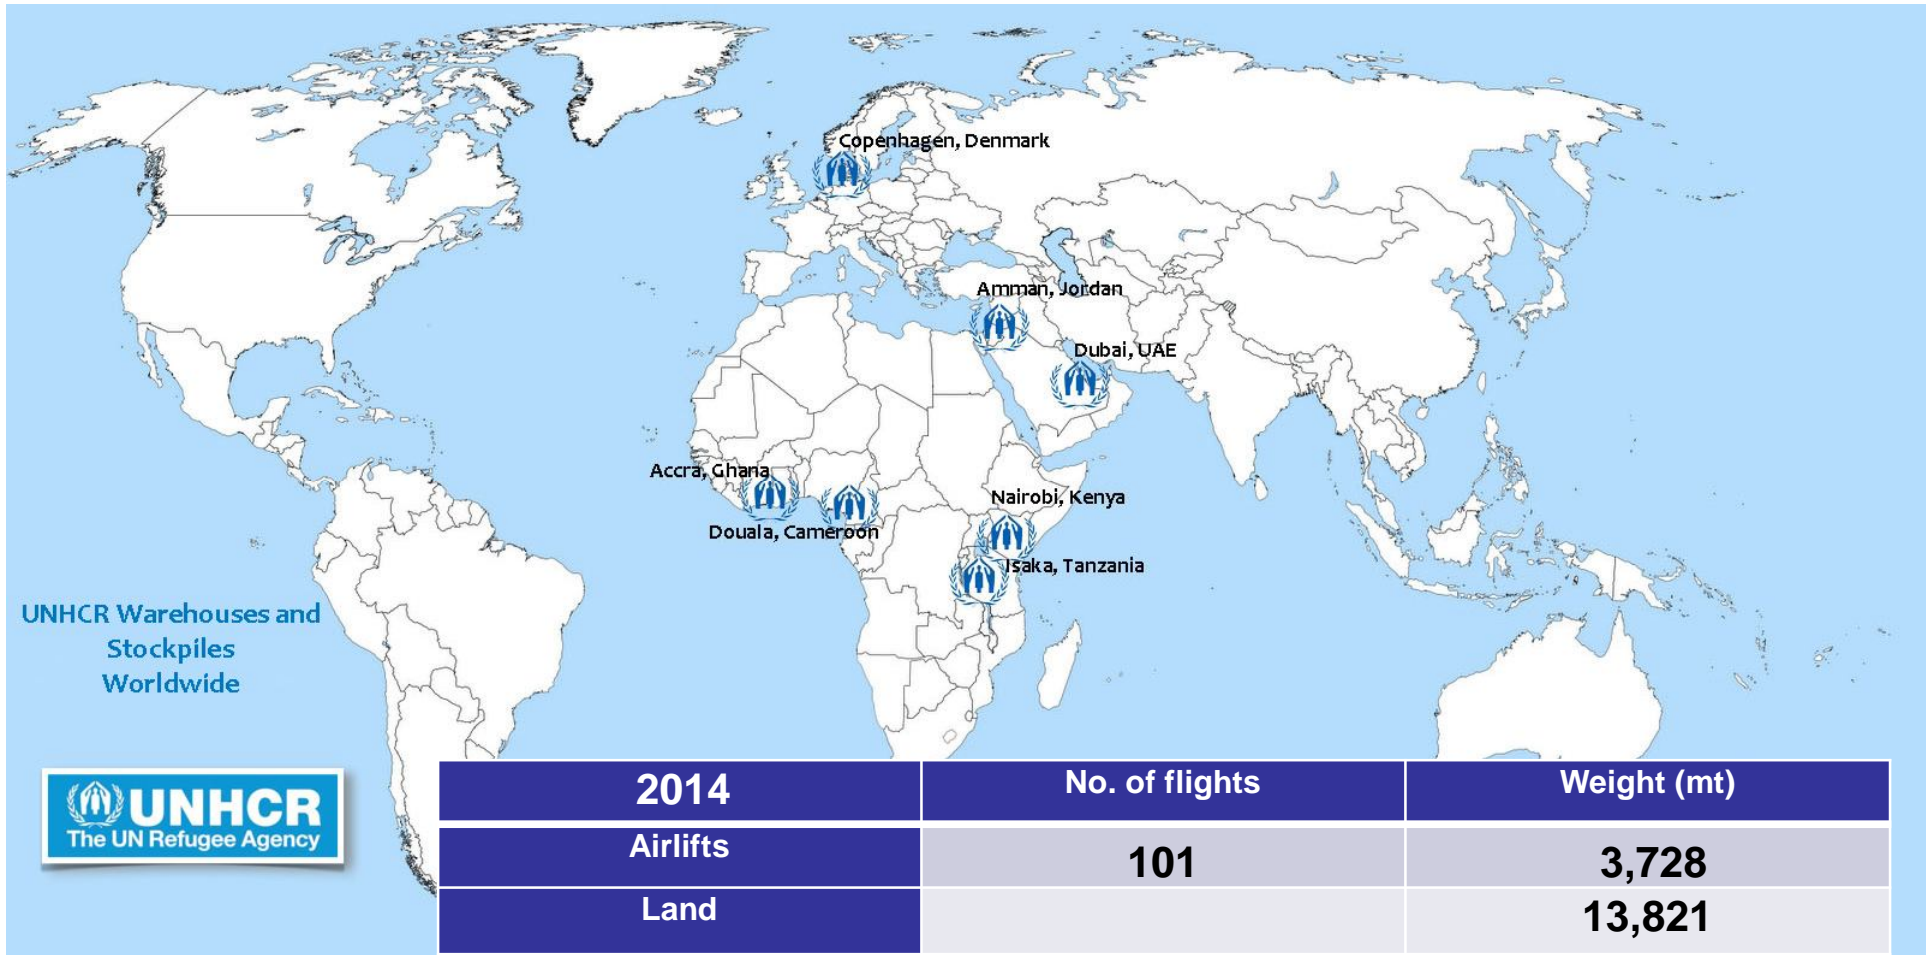 Copenhagen, Denmark
Amman, Jordan
Dubai, UAE
Accra, Ghana
Nairobi, Kenya
Douala, Cameroon
Isaka, Tanzania
UNHCR Warehouses and
Stockpiles
Worldwide
UNHCR
The UN Refugee Agency
2014 No. of flights Weight (mt)
Airlifts 101 3,728
Land 13,821